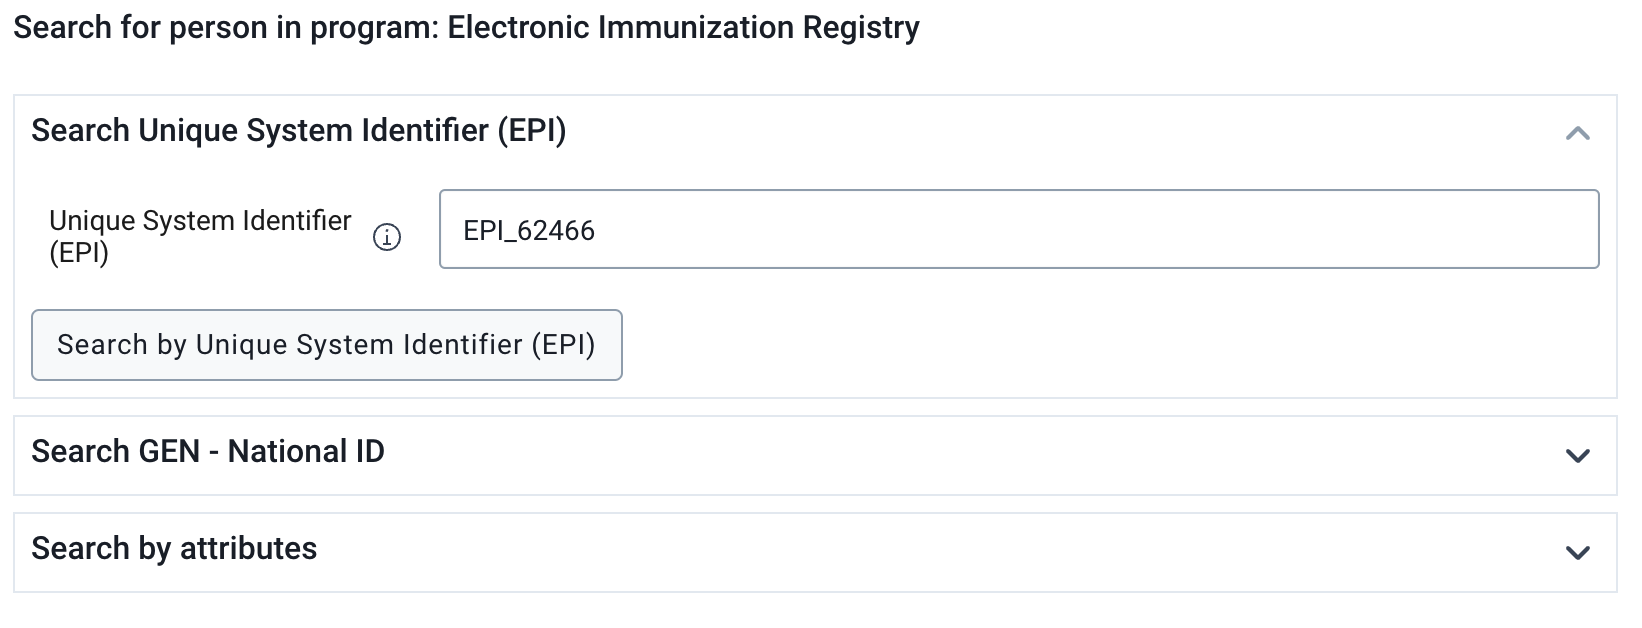 Search for person in program: Electronic Immunization Registry
Search Unique System Identifier (EPI)
Unique System Identifier
(EPI)
EPI_62466
Search by Unique System Identifier (EPI)
Search GEN - National ID
Search by attributes